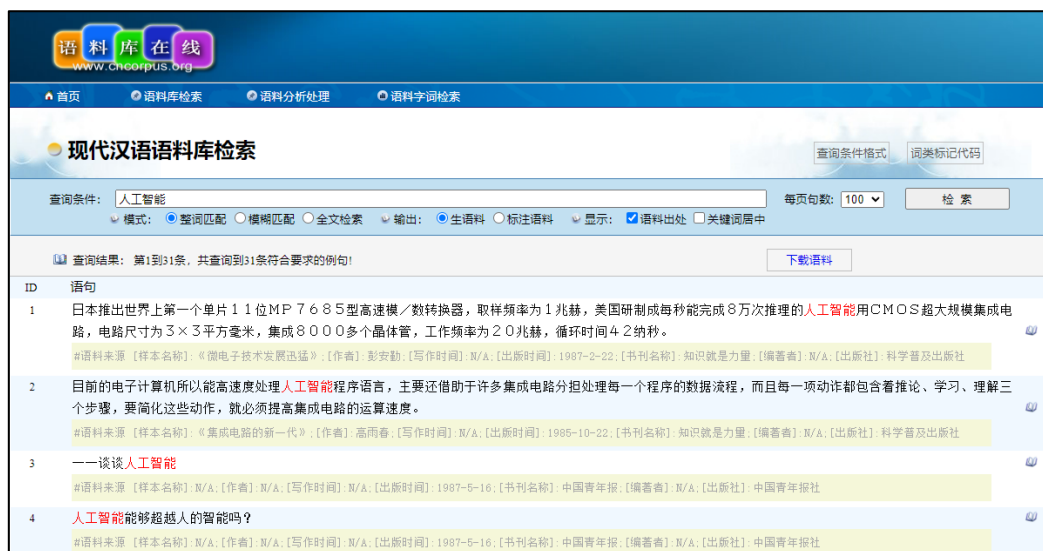 语料库在线
www.cncorpus.org
首页 语料库检索 语料分析处理 语料字词检索
现代汉语语料库检索 查询条件格式 词类标记代码
查询条件: 人工智能 每页句数: 100 检 索
模式: 整词匹配 模糊匹配 全文检索 输出: 生语料 标注语料 显示: 语料出处 关键词居中
查询结果: 第1到31条, 共查询到31条符合要求的例句! 下载语料
ID 语句
1 日本推出世界上第一个单片11位MP7685型高速模/数转换器,取样频率为1兆赫,美国研制成每秒能完成8万次推理的人工智能用CMOS超大规模集成电
路,电路尺寸为3×3平方毫米,集成8000多个晶体管,工作频率为20兆赫,循环时间42纳秒。
#语料来源 [样本名称]:《微电子技术发展迅猛》;[作者]:彭安勤;[写作时间]:N/A;[出版时间]:1987-2-22;[书刊名称]:知识就是力量;[编著者]:N/A;[出版社]:科学普及出版社
2 目前的电子计算机所以能高速度处理人工智能程序语言,主要还借助于许多集成电路分担处理每一个程序的数据流程,而且每一项动诈都包含着推论、学习、理解三
个步骤,要简化这些动作,就必须提高集成电路的运算速度。
#语料来源 [样本名称]:《集成电路的新一代》;[作者]:高雨春;[写作时间]:N/A;[出版时间]:1985-10-22;[书刊名称]:知识就是力量;[编著者]:N/A;[出版社]:科学普及出版社
3 ——谈谈人工智能
#语料来源 [样本名称]:N/A;[作者]:N/A;[写作时间]:N/A;[出版时间]:1987-5-16;[书刊名称]:中国青年报;[编著者]:N/A;[出版社]:中国青年报社
4 人工智能能够超越人的智能吗?
#语料来源 [样本名称]:N/A;[作者]:N/A;[写作时间]:N/A;[出版时间]:1987-5-16;[书刊名称]:中国青年报;[编著者]:N/A;[出版社]:中国青年报社